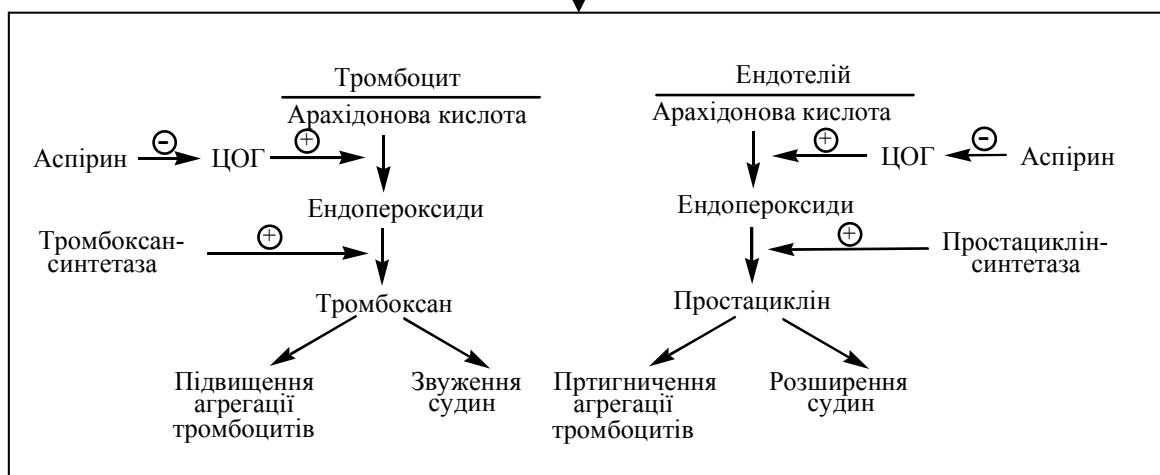 Тромбоцит
Арахідонова кислота
Аспірин
−
ЦОГ
+
Ендопероксиди
Тромбоксан-
синтетаза
+
Тромбоксан
Підвищення
агрегації
тромбоцитів
Звуження
судин
Ендотелій
Арахідонова кислота
+
ЦОГ
−
Аспірин
Ендопероксиди
+
Простациклін-
синтетаза
Простациклін
Пртигнічення
агрегації
тромбоцитів
Розширення
судин